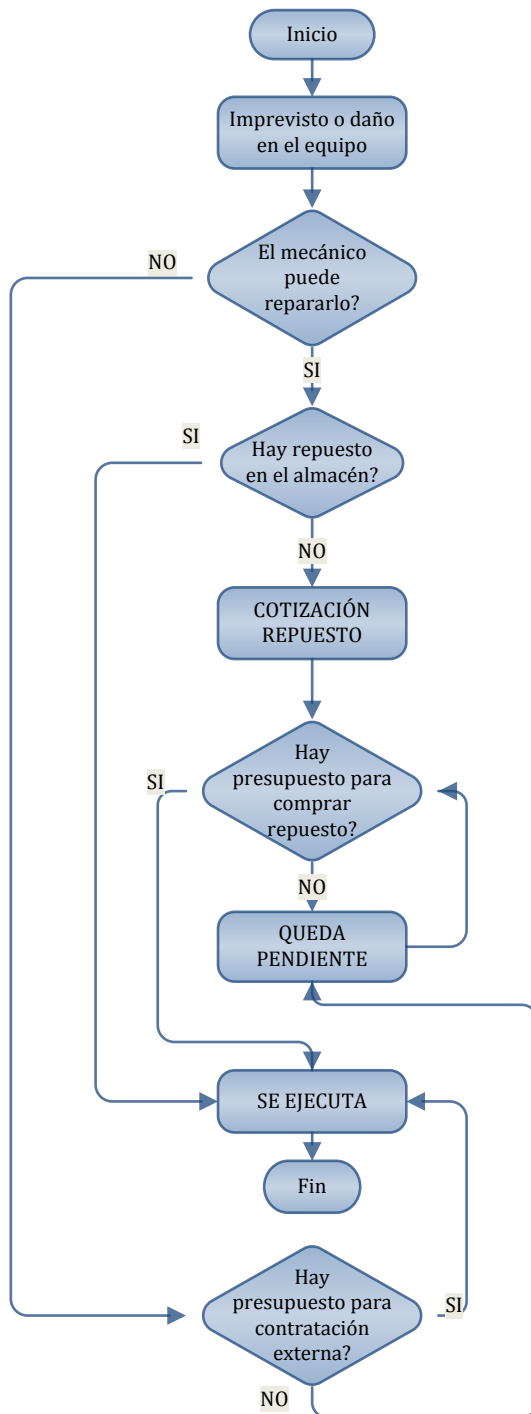 Inicio
Imprevisto o daño
en el equipo
El mecánico
puede
repararlo?
NO
SI
Hay repuesto
en el almacén?
SI
NO
COTIZACIÓN
REPUESTO
Hay
presupuesto para
comprar
repuesto?
SI
NO
QUEDA
PENDIENTE
SE EJECUTA
Fin
Hay
presupuesto para
contratación
externa?
SI
NO